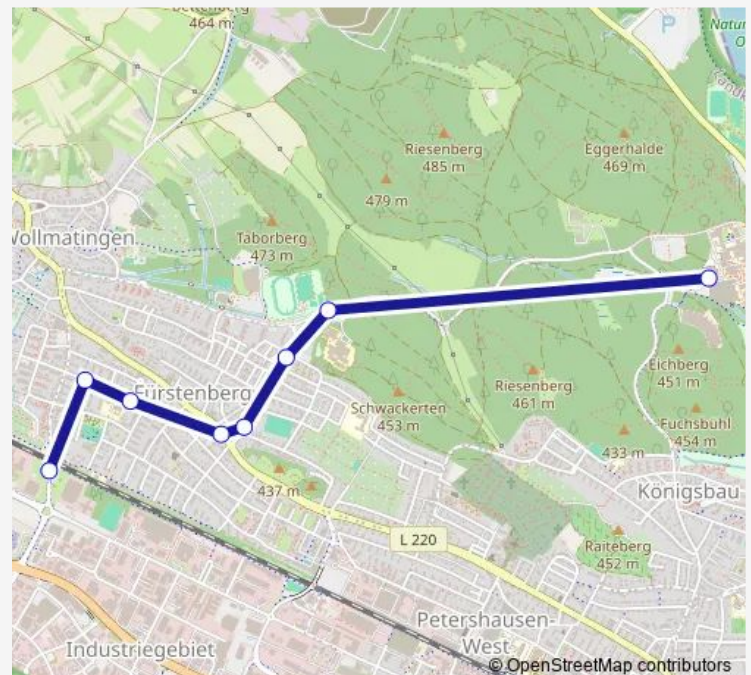 464 m
P
Natur
Riesenberg
485 m
Eggerhalde
469 m
479 m
Wollmatingen
Taborberg
473 m
Eichberg
451 m
Fürstenberg
Riesenberg
461 m
Schwackerten
453 m
Fuchsbühl
454 m
433 m
437 m
Königsbau
L 220
Raiteberg
452 m
Petershausen-
West
Industriegebiet
© OpenStreetMap contributors